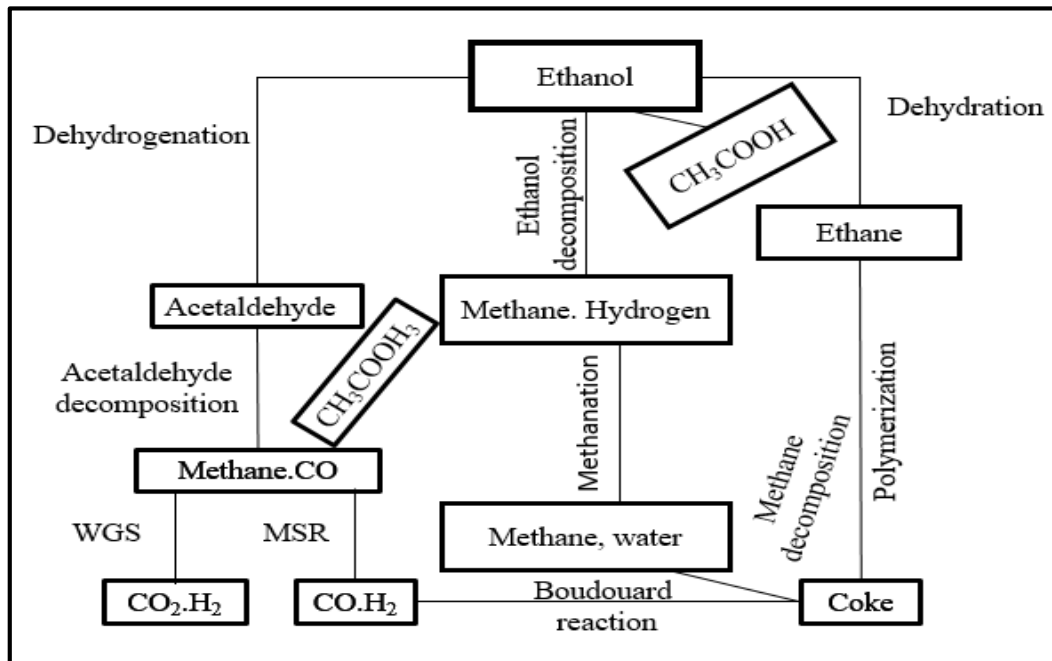 Ethanol
Dehydrogenation
Dehydration
CH₃COOH
Ethanol
decomposition
Ethane
Acetaldehyde
Methane. Hydrogen
CH₃COOH₃
Acetaldehyde
decomposition
Methanation
Methane
decomposition
Polymerization
Methane.CO
WGS
MSR
Methane, water
CO₂.H₂
CO.H₂
Boudouard
reaction
Coke